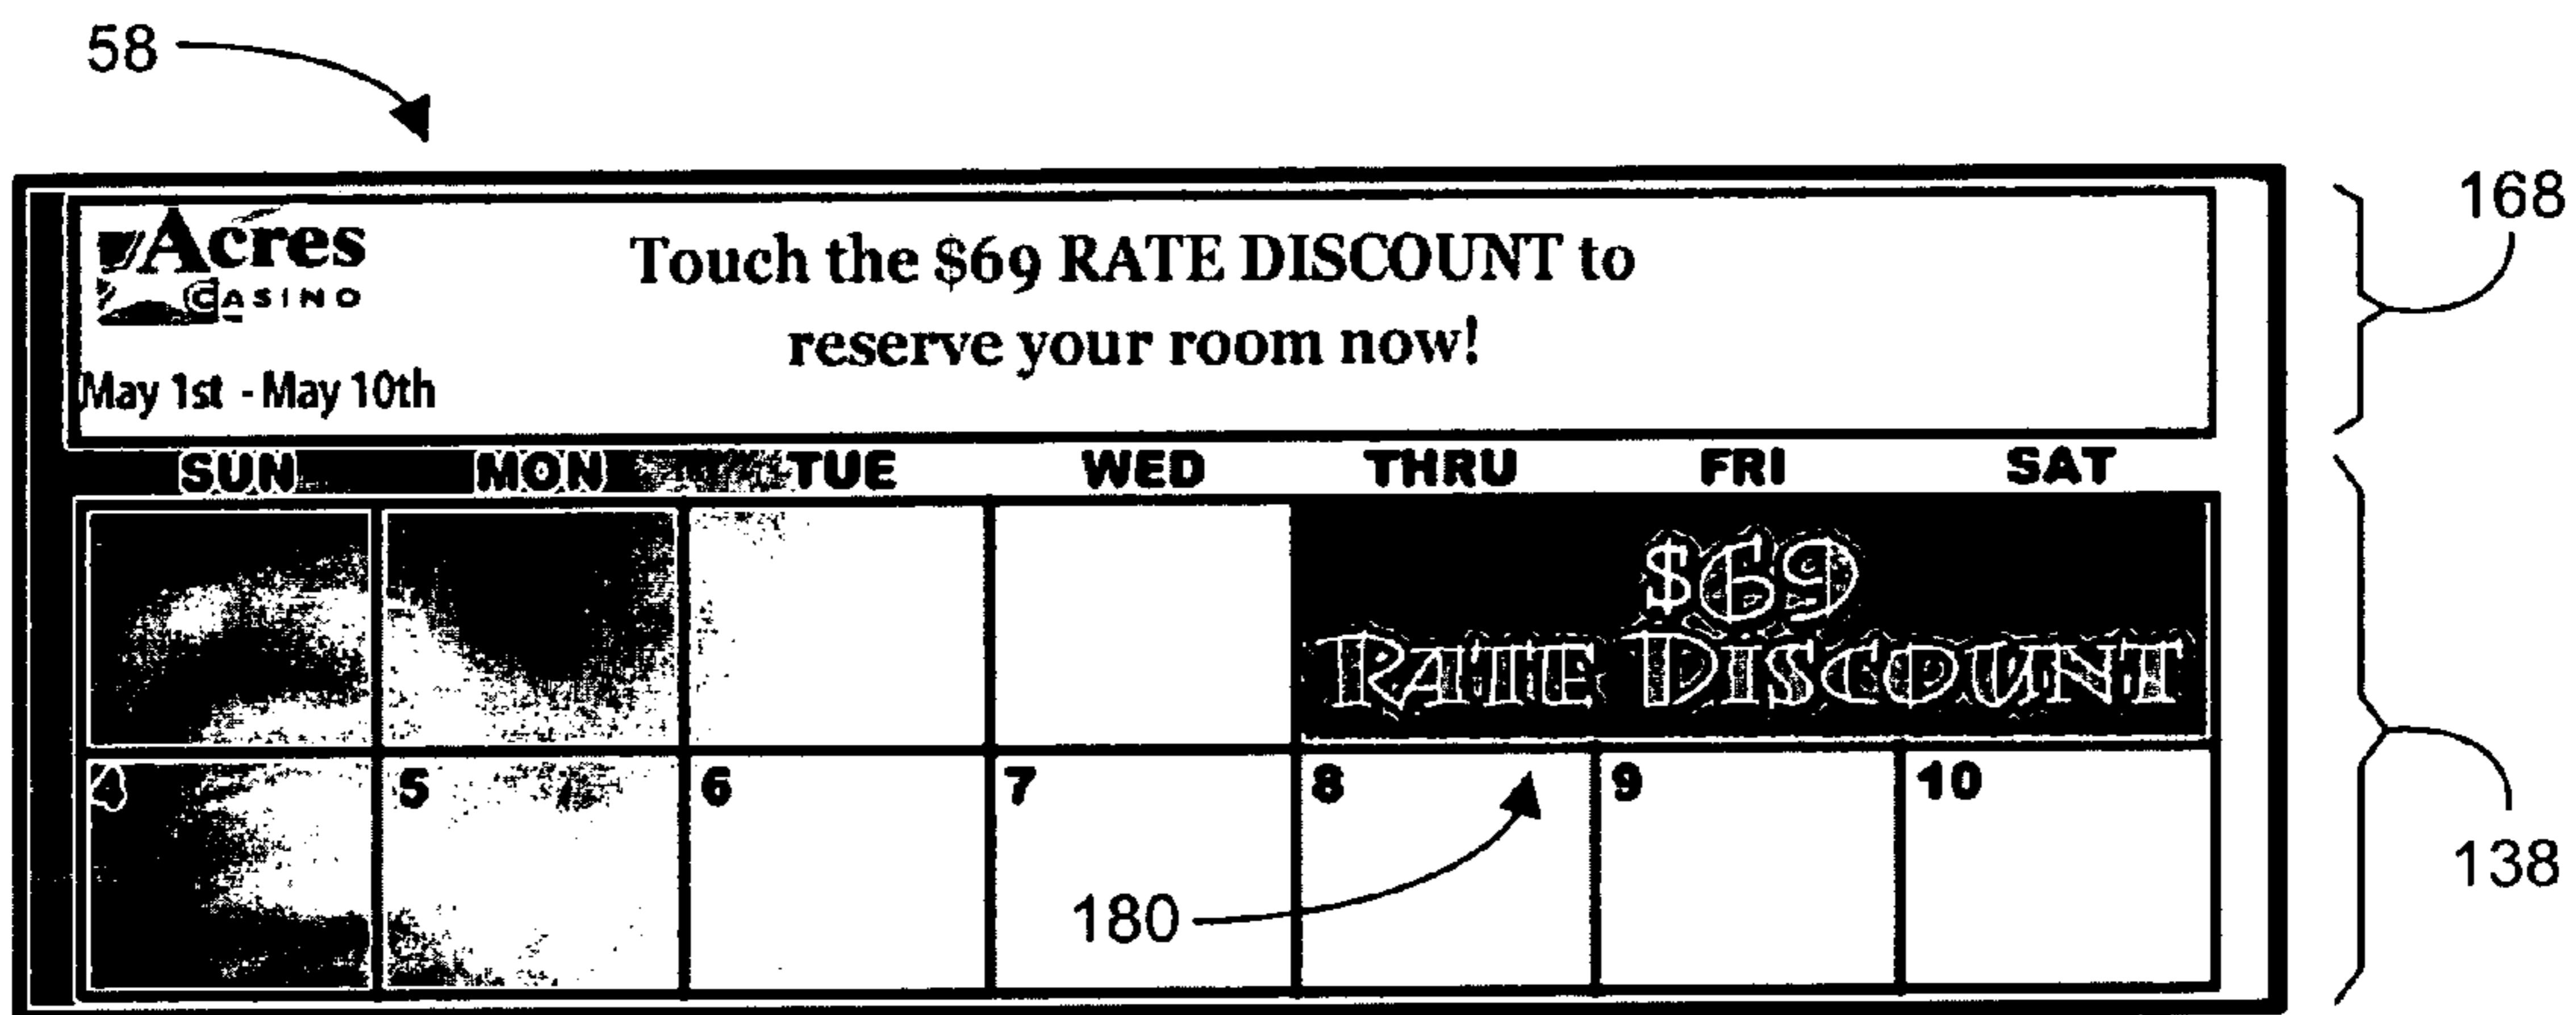 58
168
Acres
CASINO
Touch the $69 RATE DISCOUNT to
reserve your room now!
May 1st - May 10th
SUN MON TUE WED THRU FRI SAT
$69
RATE DISCOUNT
4 5 6 7 8 9 10
180
138